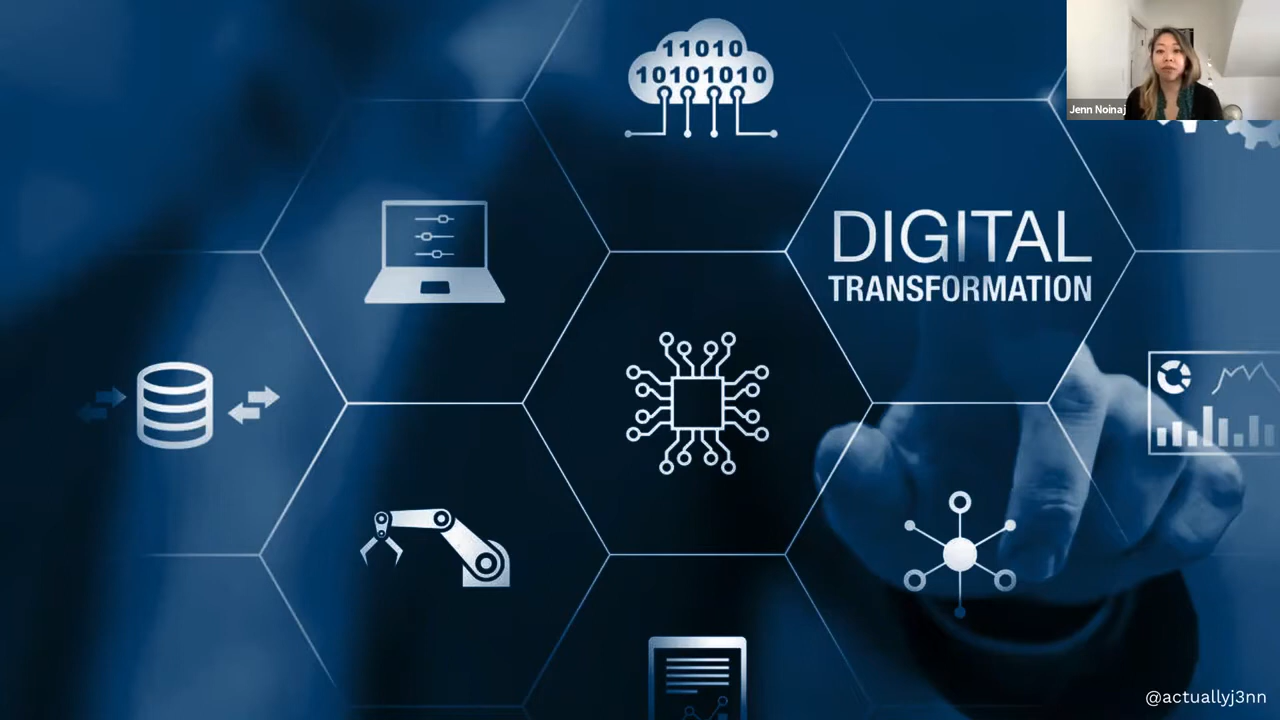 11010
10101010
Jenn Noinaj
DIGITAL
TRANSFORMATION
@actuallyj3nn